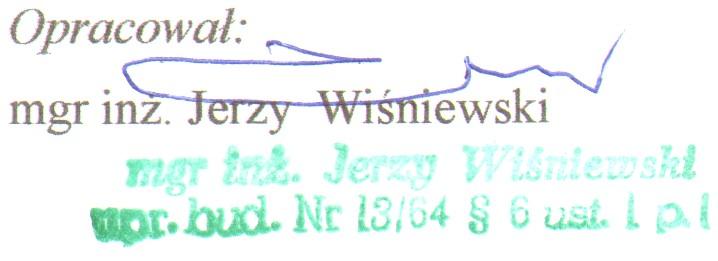 Opracował:
mgr inż. Jerzy Wiśniewski
mgr inż. Jerzy Wiśniewski
upr. bud. Nr 13/64 § 6 ust. 1 p. 1